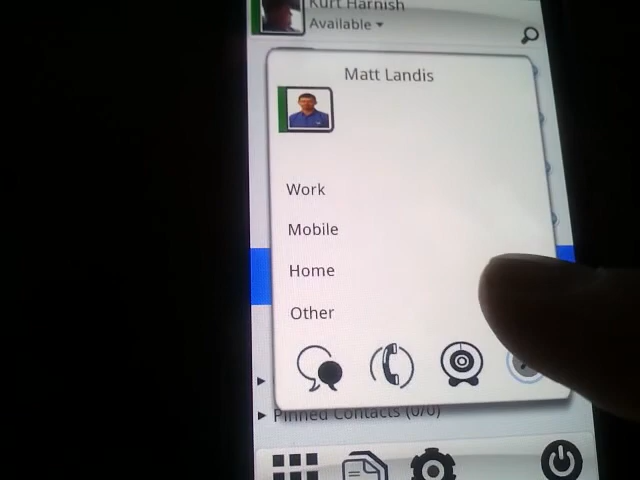 Kurt Harnish
Available
Matt Landis
Work
Mobile
Home
Other
Pinned Contacts (0/0)